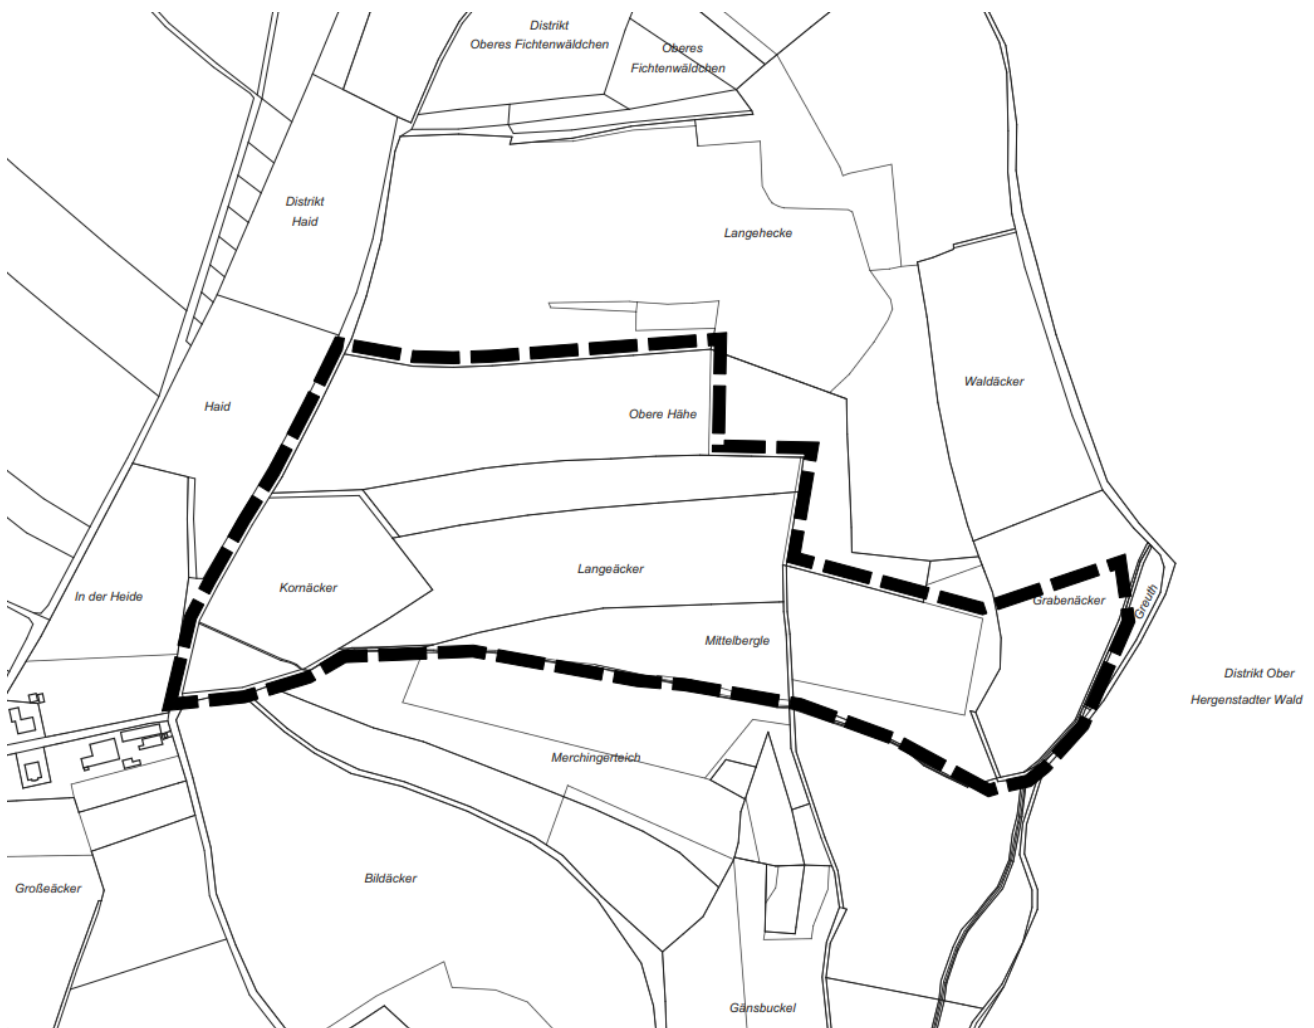 Distrikt
Oberes Fichtenwäldchen
Oberes
Fichtenwäldchen
Distrikt
Haid
Langehecke
Waldäcker
Haid
Obere Hähe
Langeäcker
Kornäcker
In der Heide
Grabenäcker
Greuth
Mittelbergle
Distrikt Ober
Hergenstadter Wald
Merchingerteich
Bildäcker
Großeäcker
Gänsbuckel